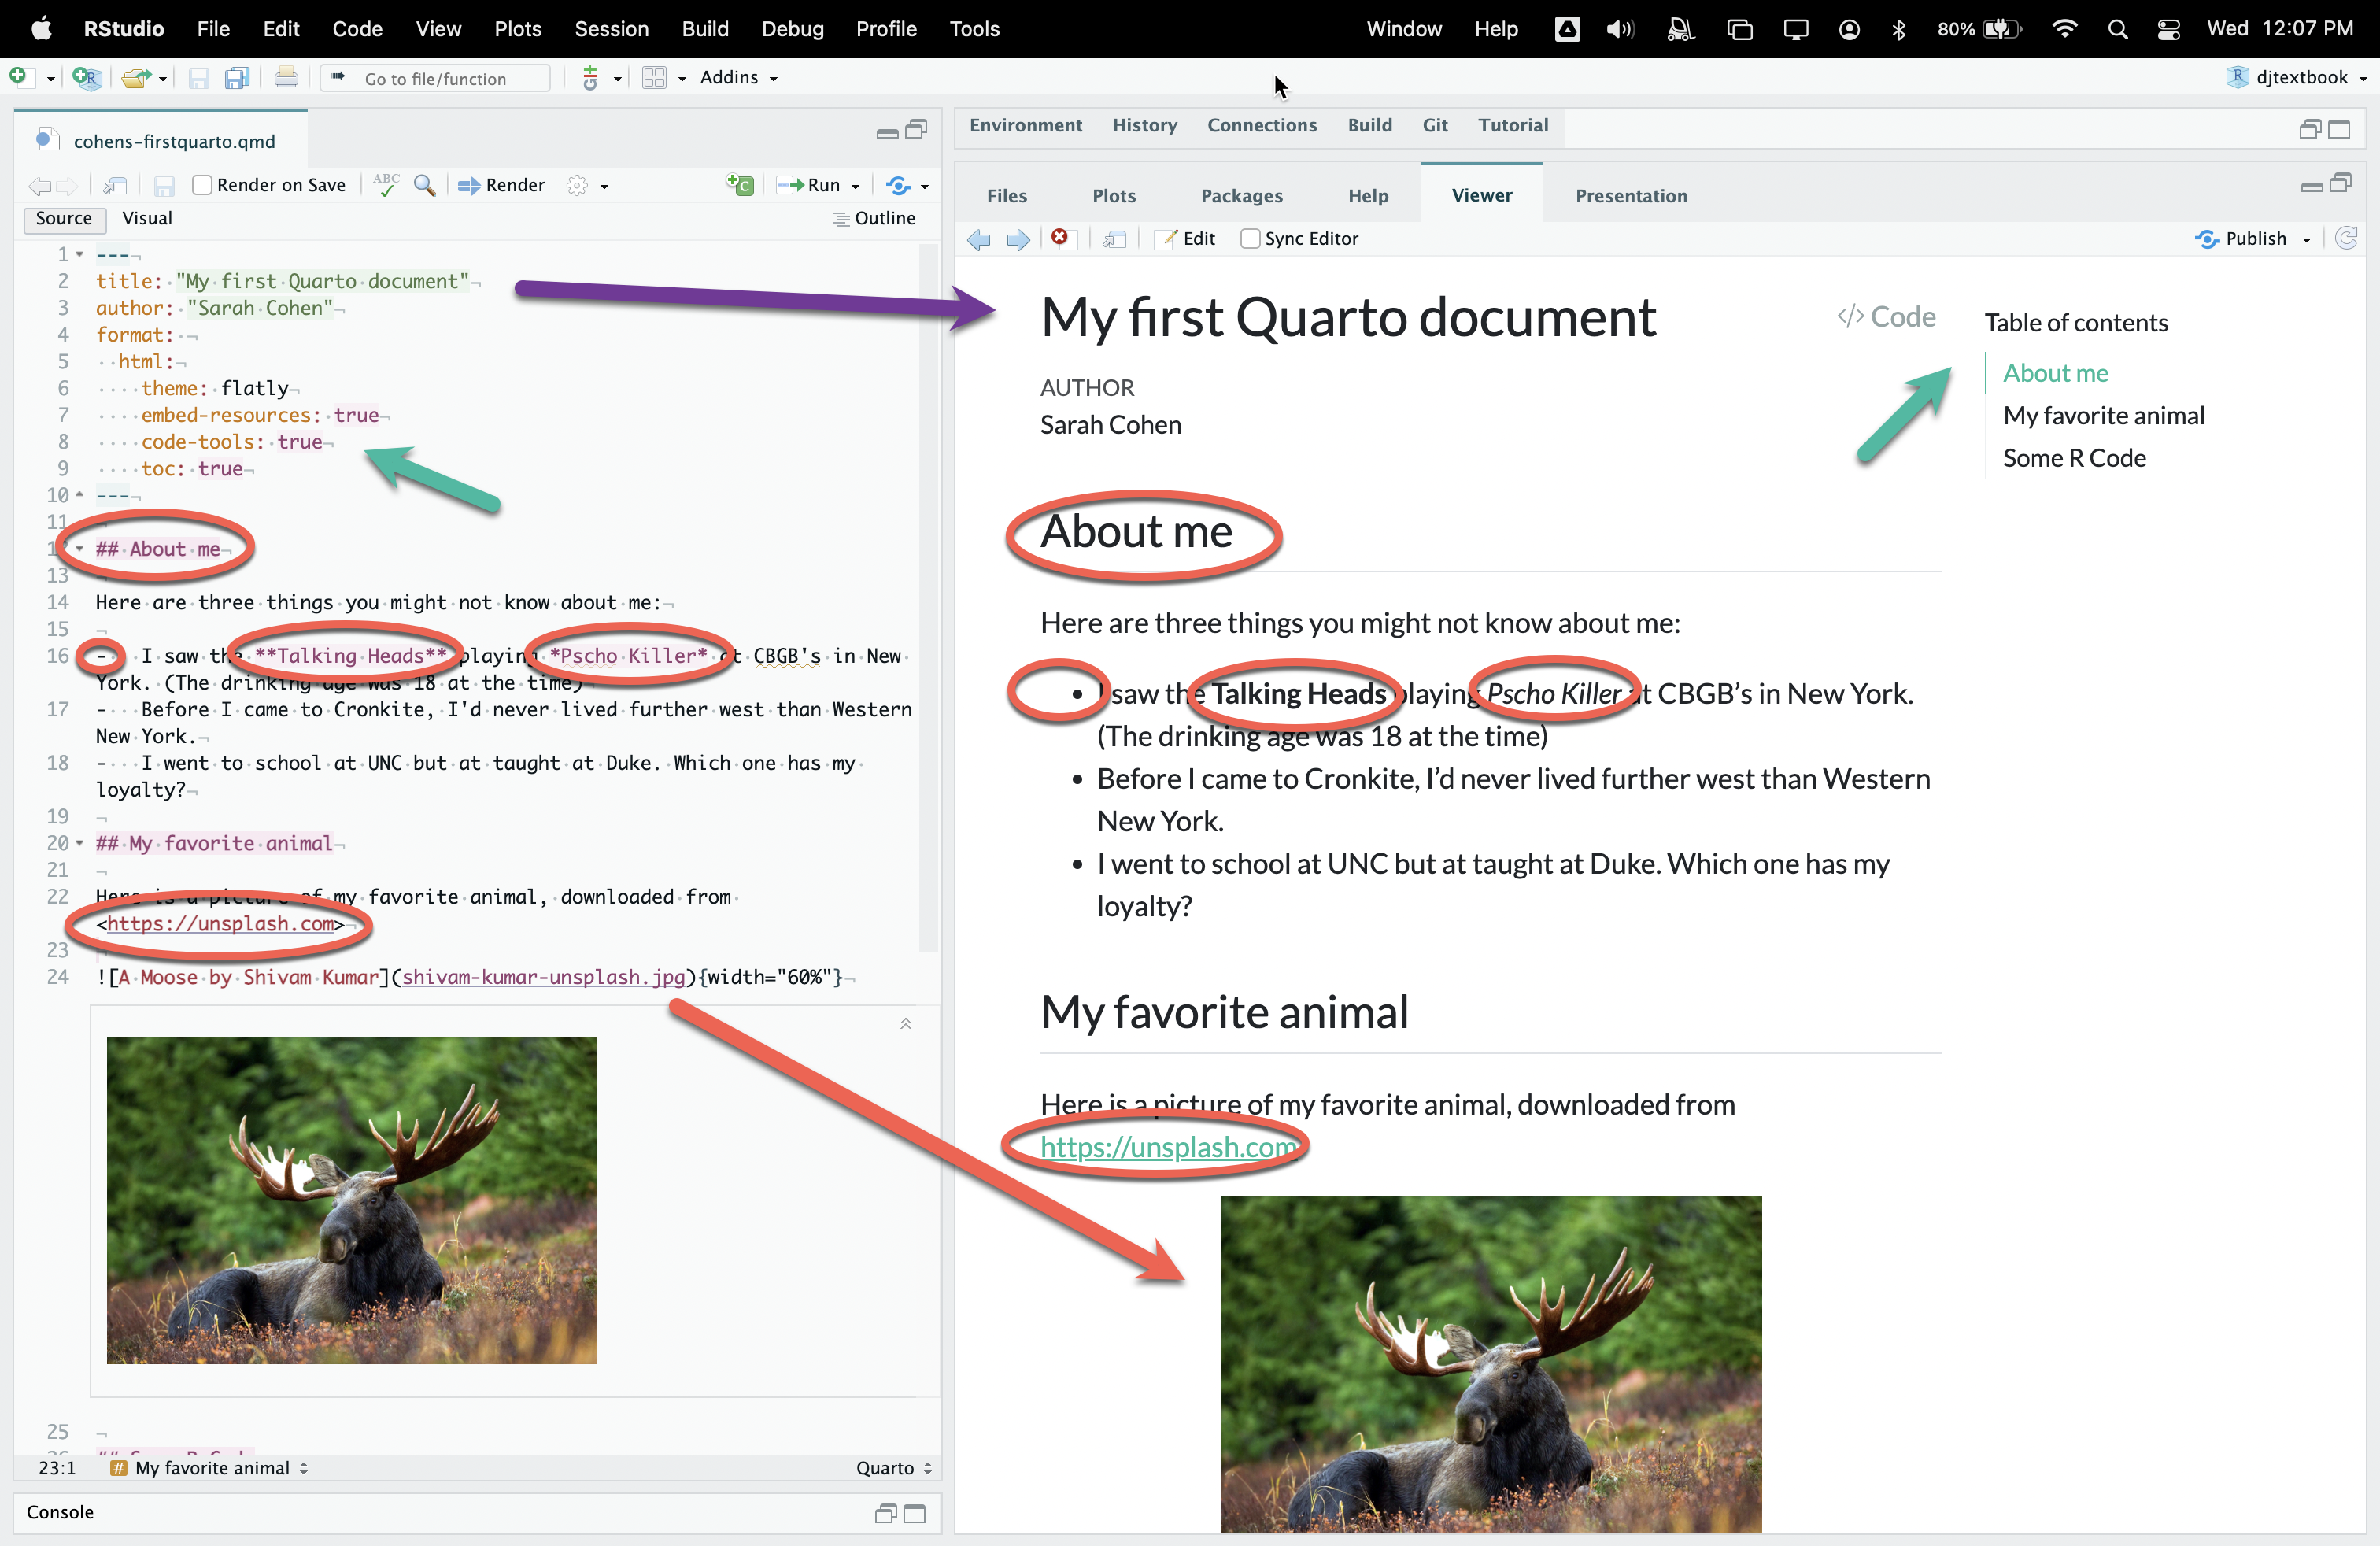 RStudio File Edit Code View Plots Session Build Debug Profile Tools Window Help 80% Wed 12:07 PM
Go to file/function Addins djtextbook
cohens-firstquarto.qmd
Render on Save ABC Render Run
Source Visual Outline
1 ---
2 title: "My first Quarto document"
3 author: "Sarah Cohen"
4 format:
5 html:
6 theme: flatly
7 embed-resources: true
8 code-tools: true
9 toc: true
10 ---
11
12 ## About me
13
14 Here are three things you might not know about me:
15
16 - I saw the **Talking Heads** playing *Pscho Killer* at CBGB's in New
York. (The drinking age was 18 at the time)
17 - Before I came to Cronkite, I'd never lived further west than Western
New York.
18 - I went to school at UNC but at taught at Duke. Which one has my
loyalty?
19
20 ## My favorite animal
21
22 Here is a picture of my favorite animal, downloaded from
<https://unsplash.com>
23
24 ![A Moose by Shivam Kumar](shivam-kumar-unsplash.jpg){width="60%"}
25
26 ## Some R Code
23:1 # My favorite animal Quarto
Console
Environment History Connections Build Git Tutorial
Files Plots Packages Help Viewer Presentation
Edit Sync Editor Publish
My first Quarto document
</> Code
AUTHOR
Sarah Cohen
Table of contents
About me
My favorite animal
Some R Code
About me
Here are three things you might not know about me:
• I saw the Talking Heads playing Pscho Killer at CBGB’s in New York.
(The drinking age was 18 at the time)
• Before I came to Cronkite, I’d never lived further west than Western
New York.
• I went to school at UNC but at taught at Duke. Which one has my
loyalty?
My favorite animal
Here is a picture of my favorite animal, downloaded from
https://unsplash.com